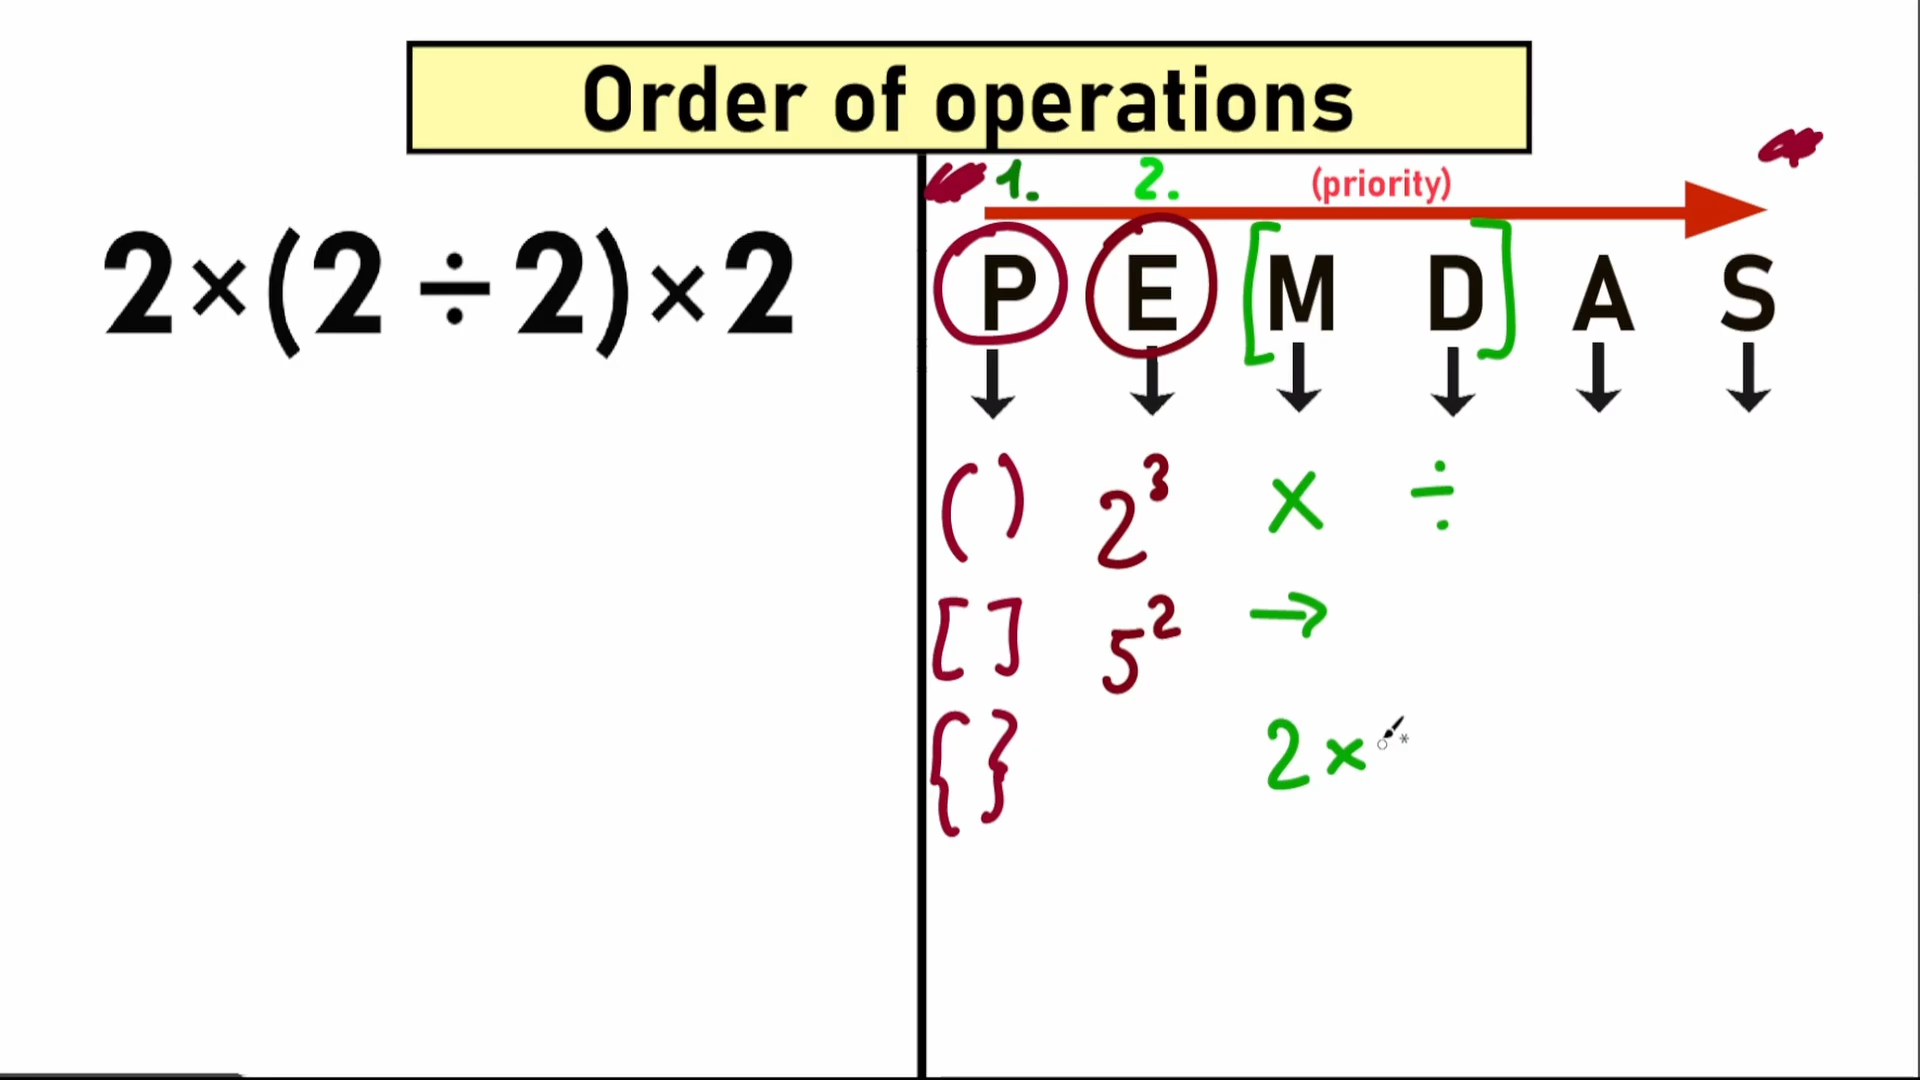 Order of operations
1. 2. (priority)
2×(2÷2)×2
P E [M D] A S
( ) 2³ × ÷
[ ] 5² →
{ } 2×